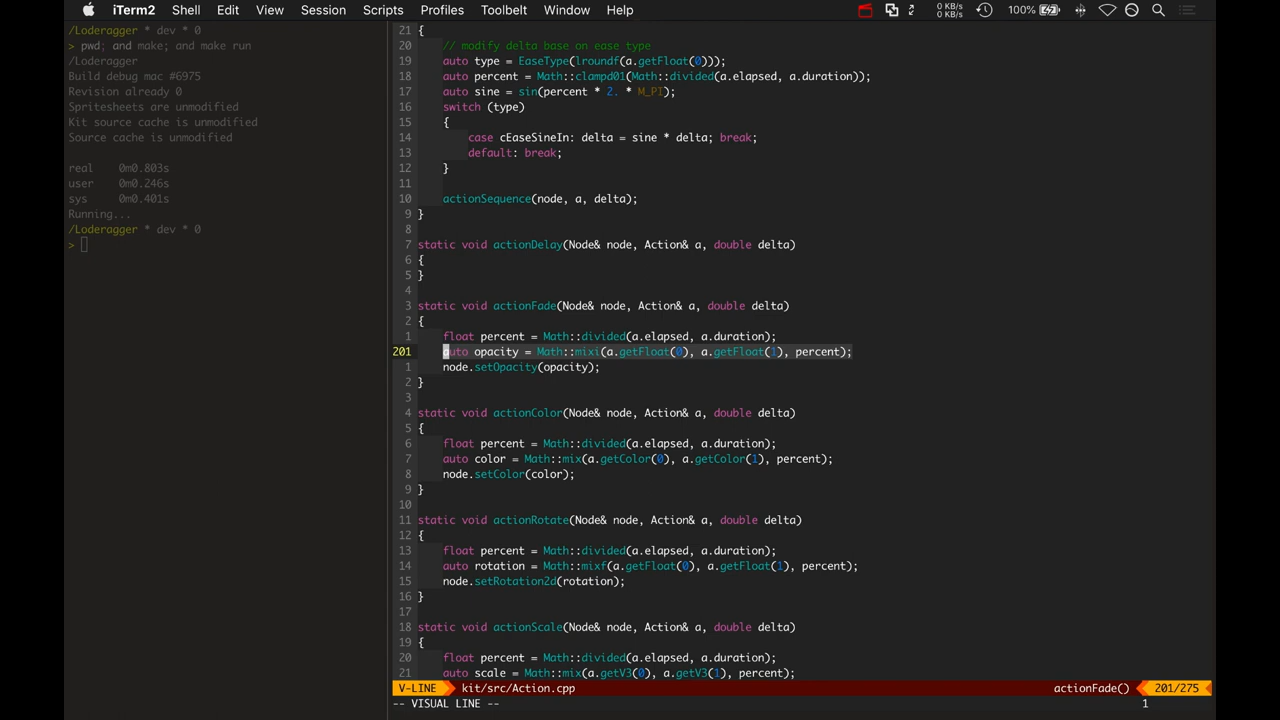 iTerm2 Shell Edit View Session Scripts Profiles Toolbelt Window Help 0 KB/s 0 KB/s 100%
/Loderagger * dev * 0
> pwd; and make; and make run
/Loderagger
Build debug mac #6975
Revision already 0
Spritesheets are unmodified
Kit source cache is unmodified
Source cache is unmodified
real 0m0.803s
user 0m0.246s
sys 0m0.401s
Running...
/Loderagger * dev * 0
>
21 {
20 // modify delta base on ease type
19 auto type = EaseType(lroundf(a.getFloat(0)));
18 auto percent = Math::clampd01(Math::divided(a.elapsed, a.duration));
17 auto sine = sin(percent * 2. * M_PI);
16 switch (type)
15 {
14 case cEaseSineIn: delta = sine * delta; break;
13 default: break;
12 }
11
10 actionSequence(node, a, delta);
9 }
8
7 static void actionDelay(Node& node, Action& a, double delta)
6 {
5 }
4
3 static void actionFade(Node& node, Action& a, double delta)
2 {
1 float percent = Math::divided(a.elapsed, a.duration);
201 auto opacity = Math::mixi(a.getFloat(0), a.getFloat(1), percent);
1 node.setOpacity(opacity);
2 }
3
4 static void actionColor(Node& node, Action& a, double delta)
5 {
6 float percent = Math::divided(a.elapsed, a.duration);
7 auto color = Math::mix(a.getColor(0), a.getColor(1), percent);
8 node.setColor(color);
9 }
10
11 static void actionRotate(Node& node, Action& a, double delta)
12 {
13 float percent = Math::divided(a.elapsed, a.duration);
14 auto rotation = Math::mixf(a.getFloat(0), a.getFloat(1), percent);
15 node.setRotation2d(rotation);
16 }
17
18 static void actionScale(Node& node, Action& a, double delta)
19 {
20 float percent = Math::divided(a.elapsed, a.duration);
21 auto scale = Math::mix(a.getV3(0), a.getV3(1), percent);
V-LINE kit/src/Action.cpp actionFade() 201/275
-- VISUAL LINE -- 1